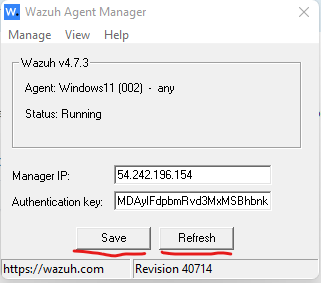 W. Wazuh Agent Manager
Manage View Help
Wazuh v4.7.3
Agent: Windows11 (002) - any
Status: Running
Manager IP: 54.242.196.154
Authentication key: MDAyIFdpbmRvd3MxMSBhbnk
Save Refresh
https://wazuh.com Revision 40714